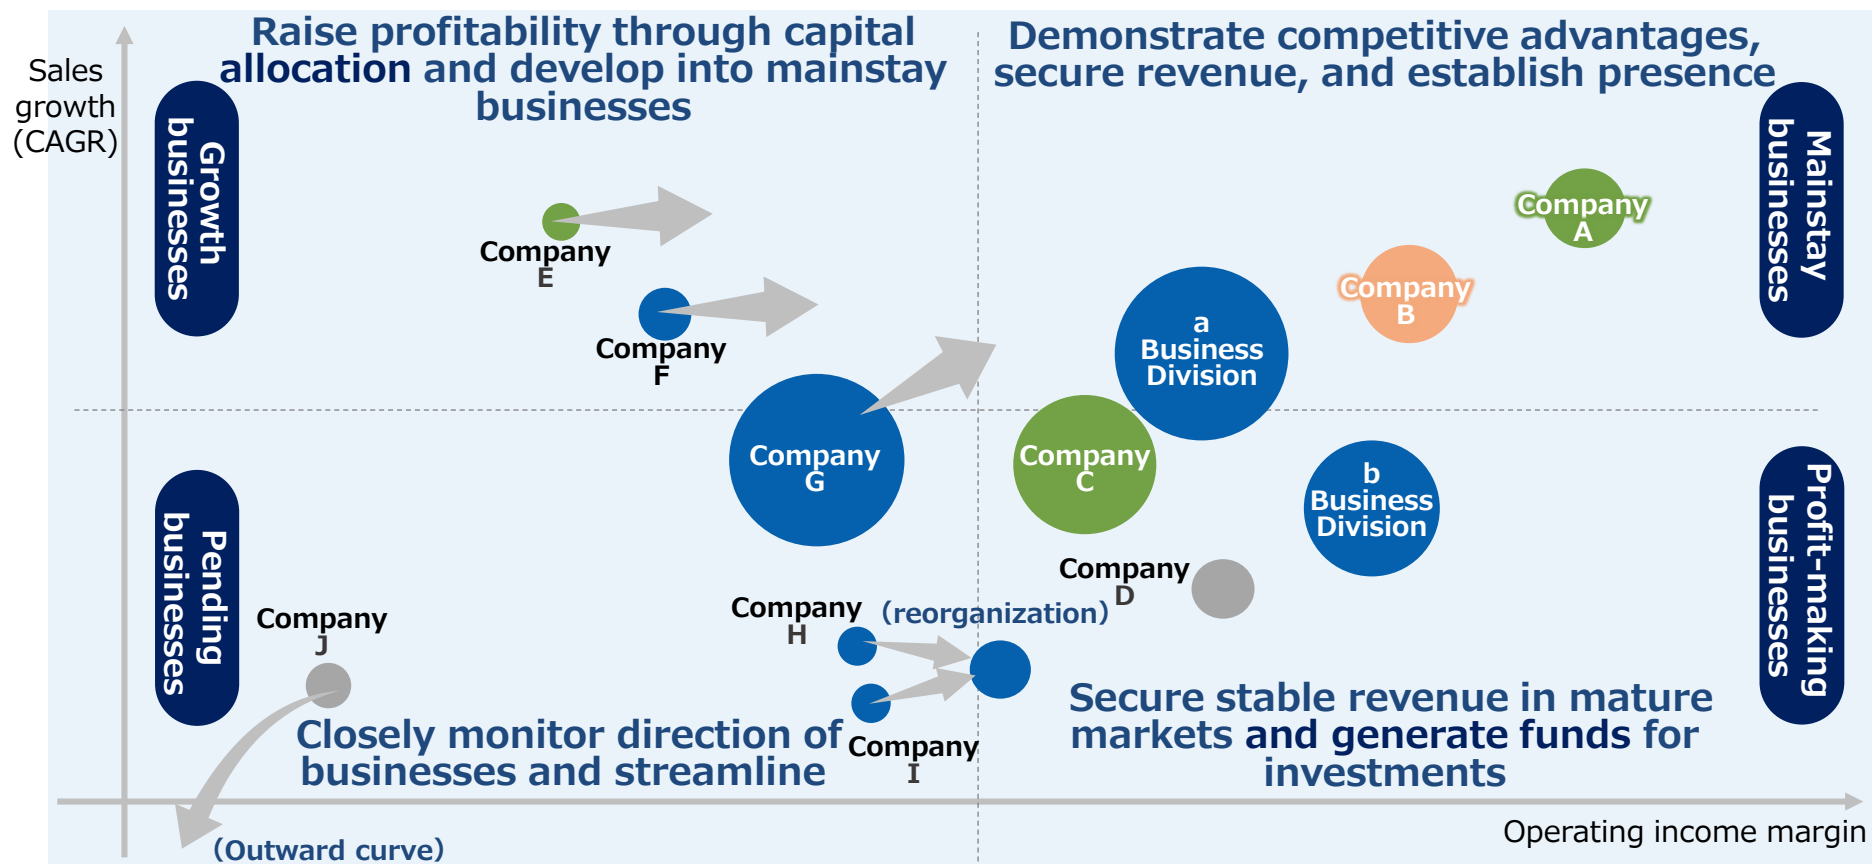 Raise profitability through capital
allocation and develop into mainstay
businesses
Demonstrate competitive advantages,
secure revenue, and establish presence
Sales
growth
(CAGR)
Growth
businesses
Mainstay
businesses
Company
E
Company
F
Company
A
Company
B
a
Business
Division
Company
G
Company
C
b
Business
Division
Pending
businesses
Profit-making
businesses
Company
D
Company
H
(reorganization)
Company
J
Company
I
Closely monitor direction of
businesses and streamline
Secure stable revenue in mature
markets and generate funds for
investments
(Outward curve)
Operating income margin